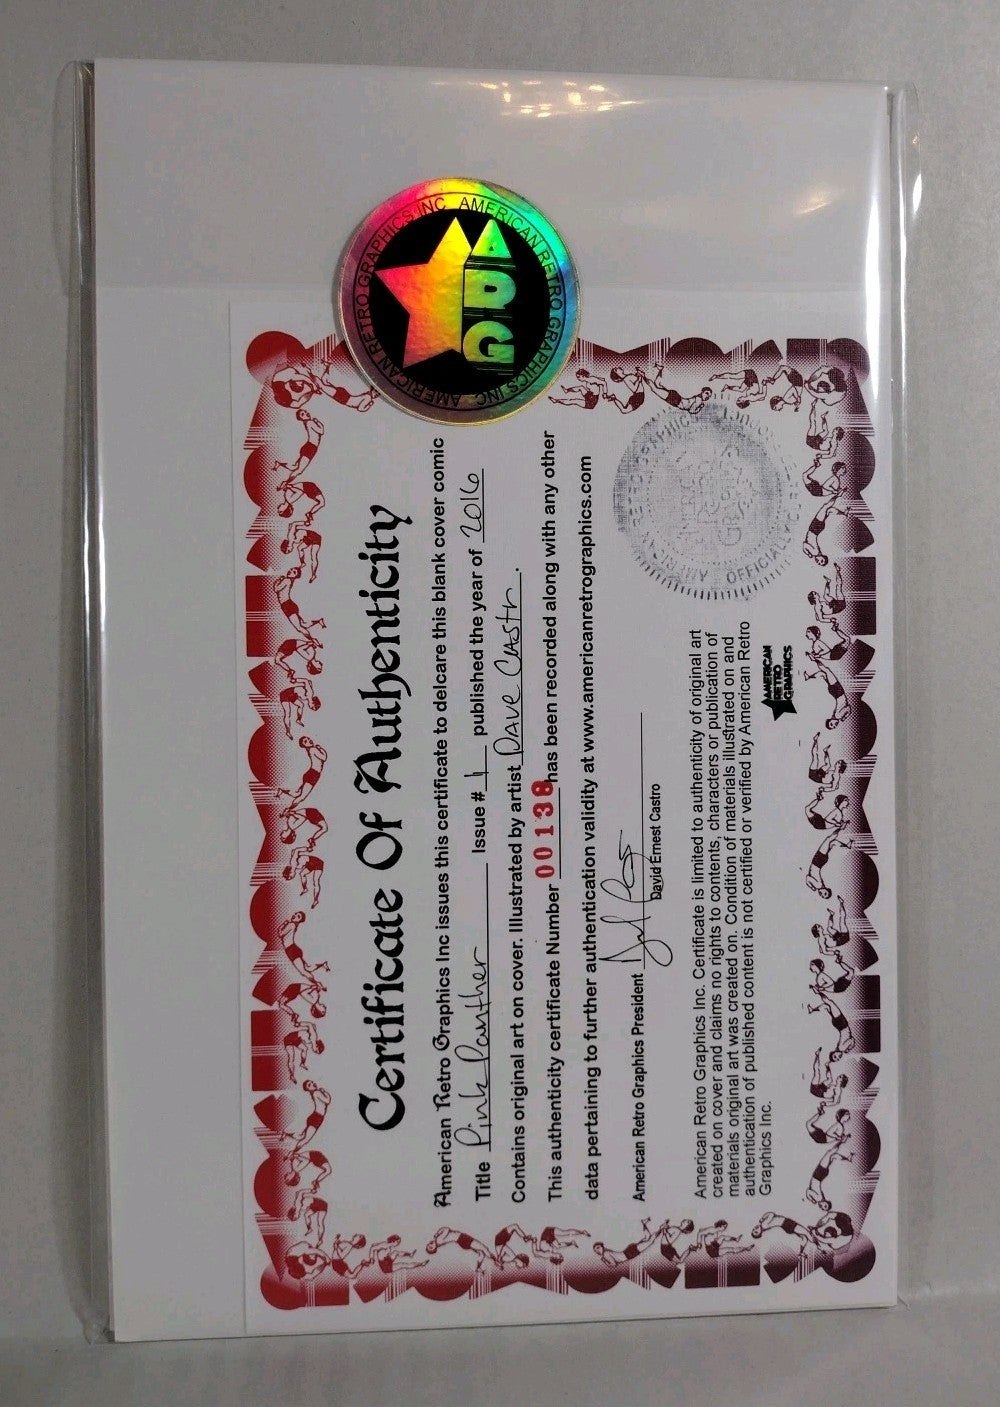 AMERICAN RETRO GRAPHICS INC AMERICAN RETRO GRAPHICS INC
ARG
Certificate Of Authenticity
American Retro Graphics Inc issues this certificate to delcare this blank cover comic
Title Pink Panther Issue # 1 published the year of 2016
Contains original art on cover. Illustrated by artist Dave Castr.
This authenticity certificate Number 00138 has been recorded along with any other
data pertaining to further authentication validity at www.americanretrographics.com
American Retro Graphics President
David Ernest Castro
American Retro Graphics Inc. Certificate is limited to authenticity of original art
created on cover and claims no rights to contents, characters or publication of
materials original art was created on. Condition of materials illustrated on and
authentication of published content is not certified or verified by American Retro
Graphics Inc.
AMERICAN
RETRO
GRAPHICS